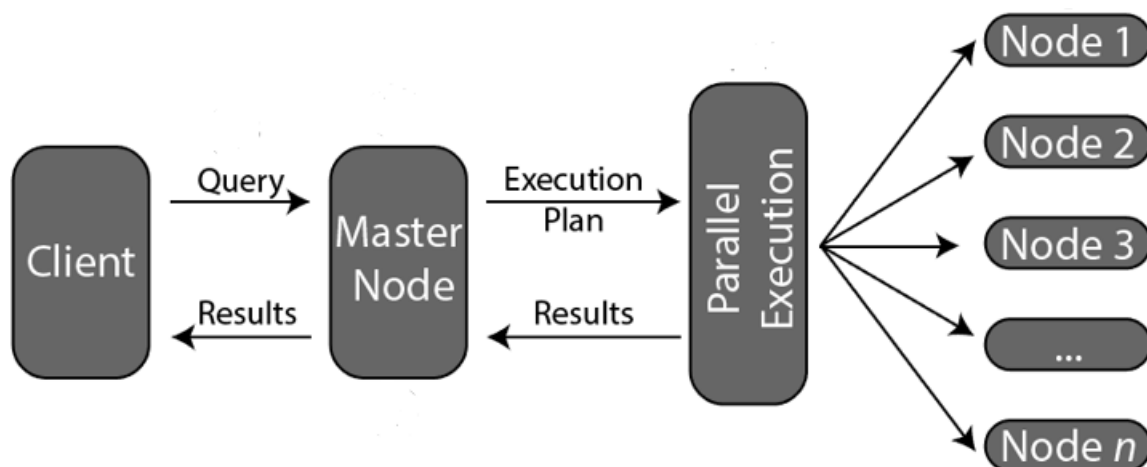 Client
Query
Results
Master
Node
Execution
Plan
Results
Parallel
Execution
Node 1
Node 2
Node 3
...
Node n